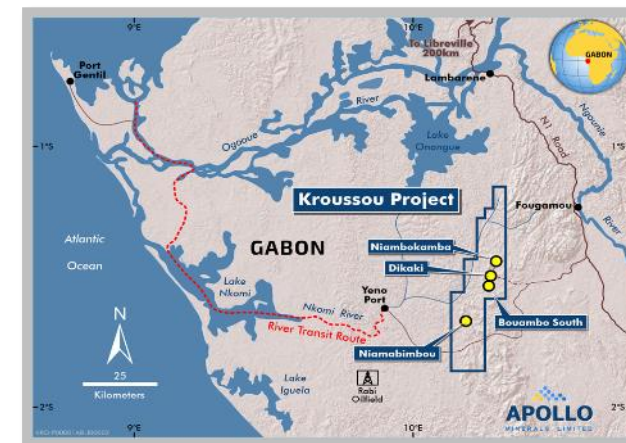 9°E
10°E
To Libreville
200km
GABON
Port
Gentil
Lambarene
River
Ogooue
Lake
Onangue
N1 Road
Ngounie
1°S
1°S
Kroussou Project
Fougamou
River
Atlantic
Ocean
GABON
Niambokamba
Dikaki
Lake
Nkomi
Yeno
Port
Nkomi River
River Transit Route
Bouambo South
Niamabimbou
N
25
Kilometers
Lake
Iguela
Rabi
Oilfield
APOLLO
MINERALS LIMITED
2°S
2°S
9°E
10°E